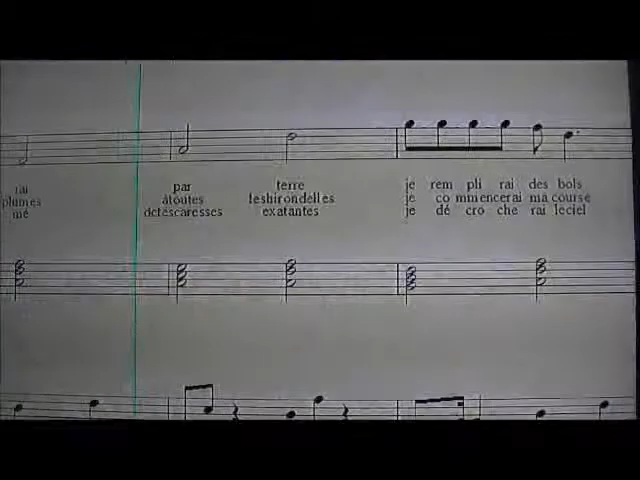 rai par terre je rem pli rai des bols
plumes àtoutes leshirondelles je co mmencerai ma course
mé detescaresses exatantes je dé cro che rai leciel